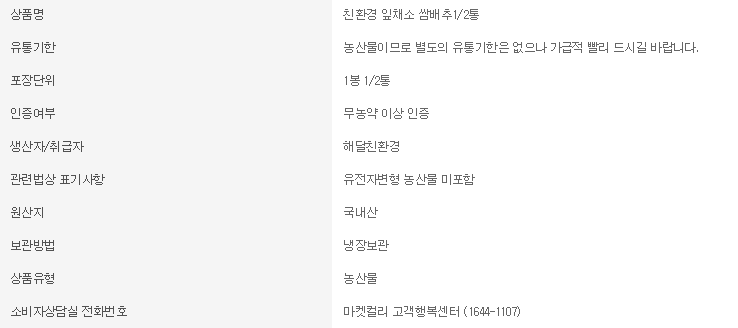 상품명 친환경 잎채소 쌈배추1/2통
유통기한 농산물이므로 별도의 유통기한은 없으나 가급적 빨리 드시길 바랍니다.
포장단위 1봉 1/2통
인증여부 무농약 이상 인증
생산자/취급자 해달친환경
관련법상 표기사항 유전자변형 농산물 미포함
원산지 국내산
보관방법 냉장보관
상품유형 농산물
소비자상담실 전화번호 마켓컬리 고객행복센터 (1644-1107)